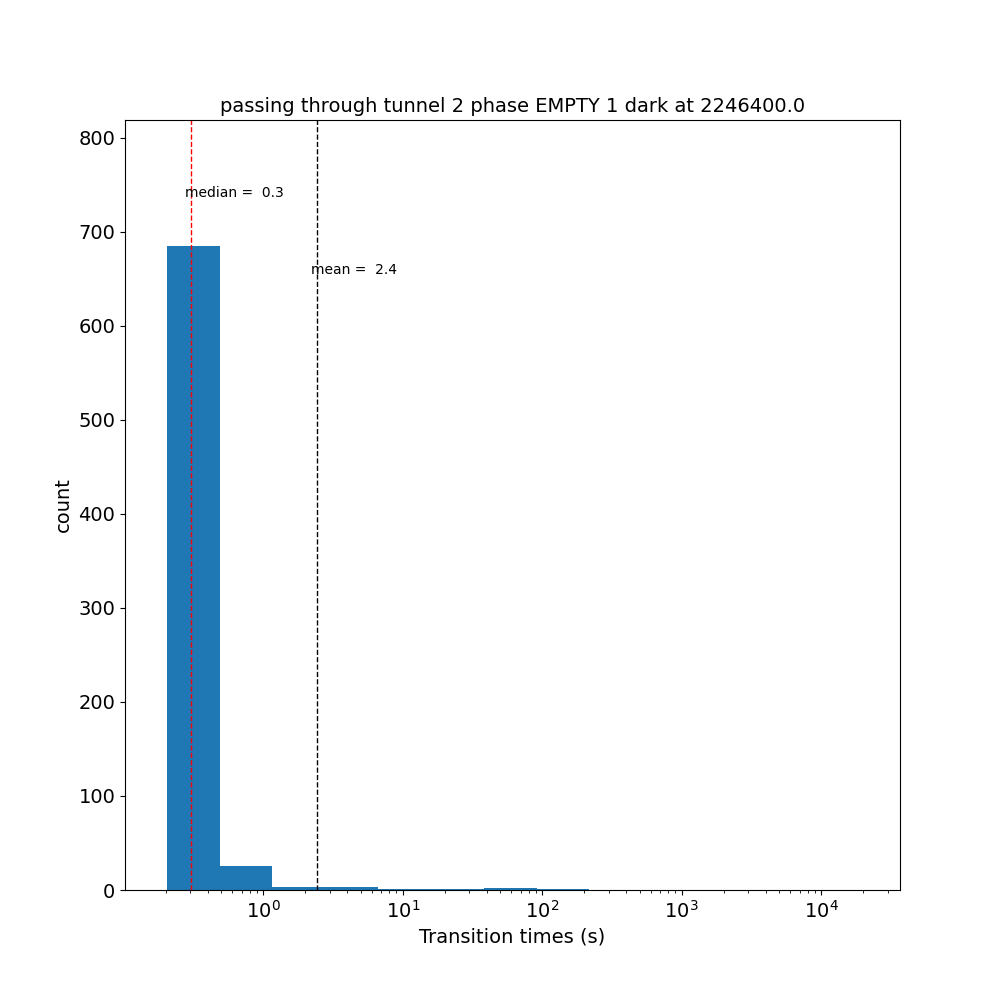 passing through tunnel 2 phase EMPTY 1 dark at 2246400.0
800
median =  0.3
700
mean =  2.4
600
500
count
400
300
200
100
0
10^0 10^1 10^2 10^3 10^4
Transition times (s)